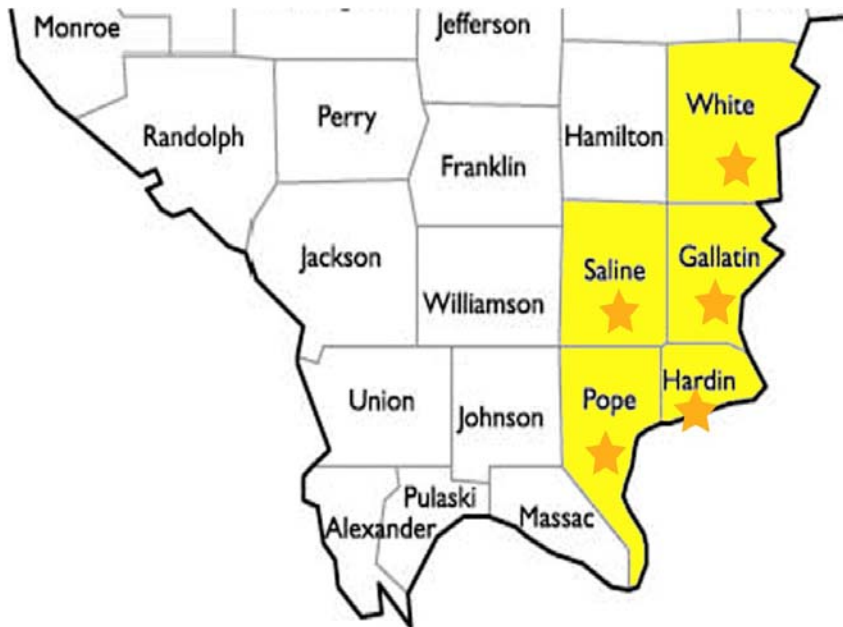 Jefferson
Monroe
White
Perry
Randolph
Hamilton
Franklin
Jackson
Saline
Gallatin
Williamson
Hardin
Union
Pope
Johnson
Pulaski
Massac
Alexander